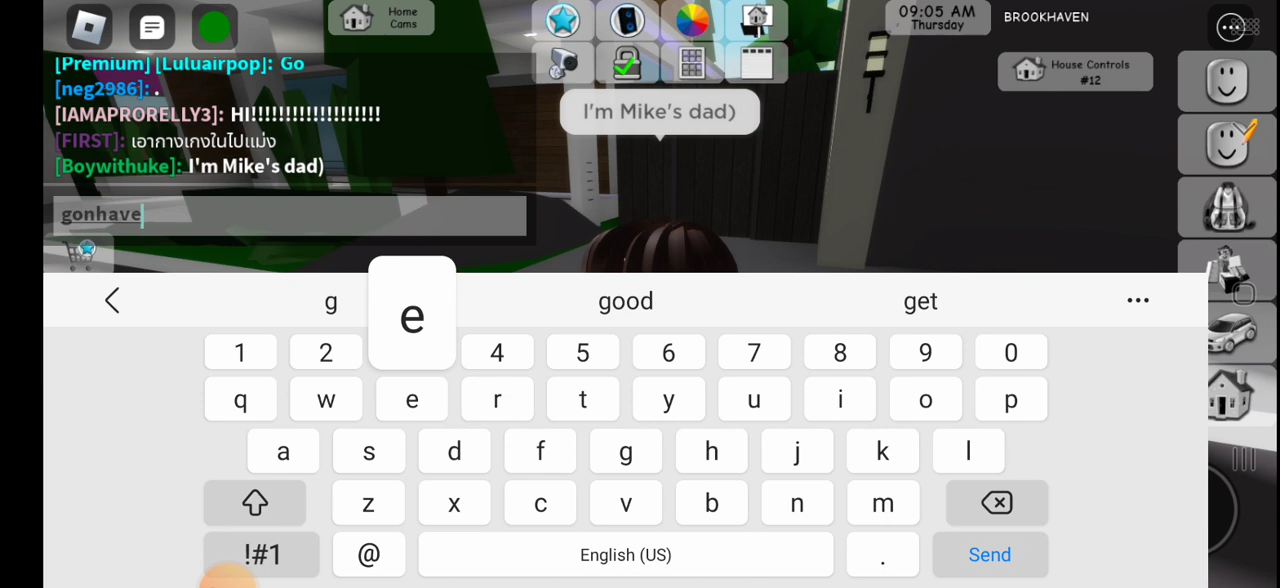 Home
Cams
09:05 AM
Thursday
BROOKHAVEN
[Premium] [Luluairpop]: Go
[neg2986]: .
[IAMAPRORELLY3]: HI!!!!!!!!!!!!!!!!!!!
[FIRST]: เอากางเกงในไปแม่ง
[Boywithuke]: I'm Mike's dad)
I'm Mike's dad)
House Controls
#12
gonhave
g
e
good
get
1 2 4 5 6 7 8 9 0
q w e r t y u i o p
a s d f g h j k l
z x c v b n m
!#1 @ English (US) . Send